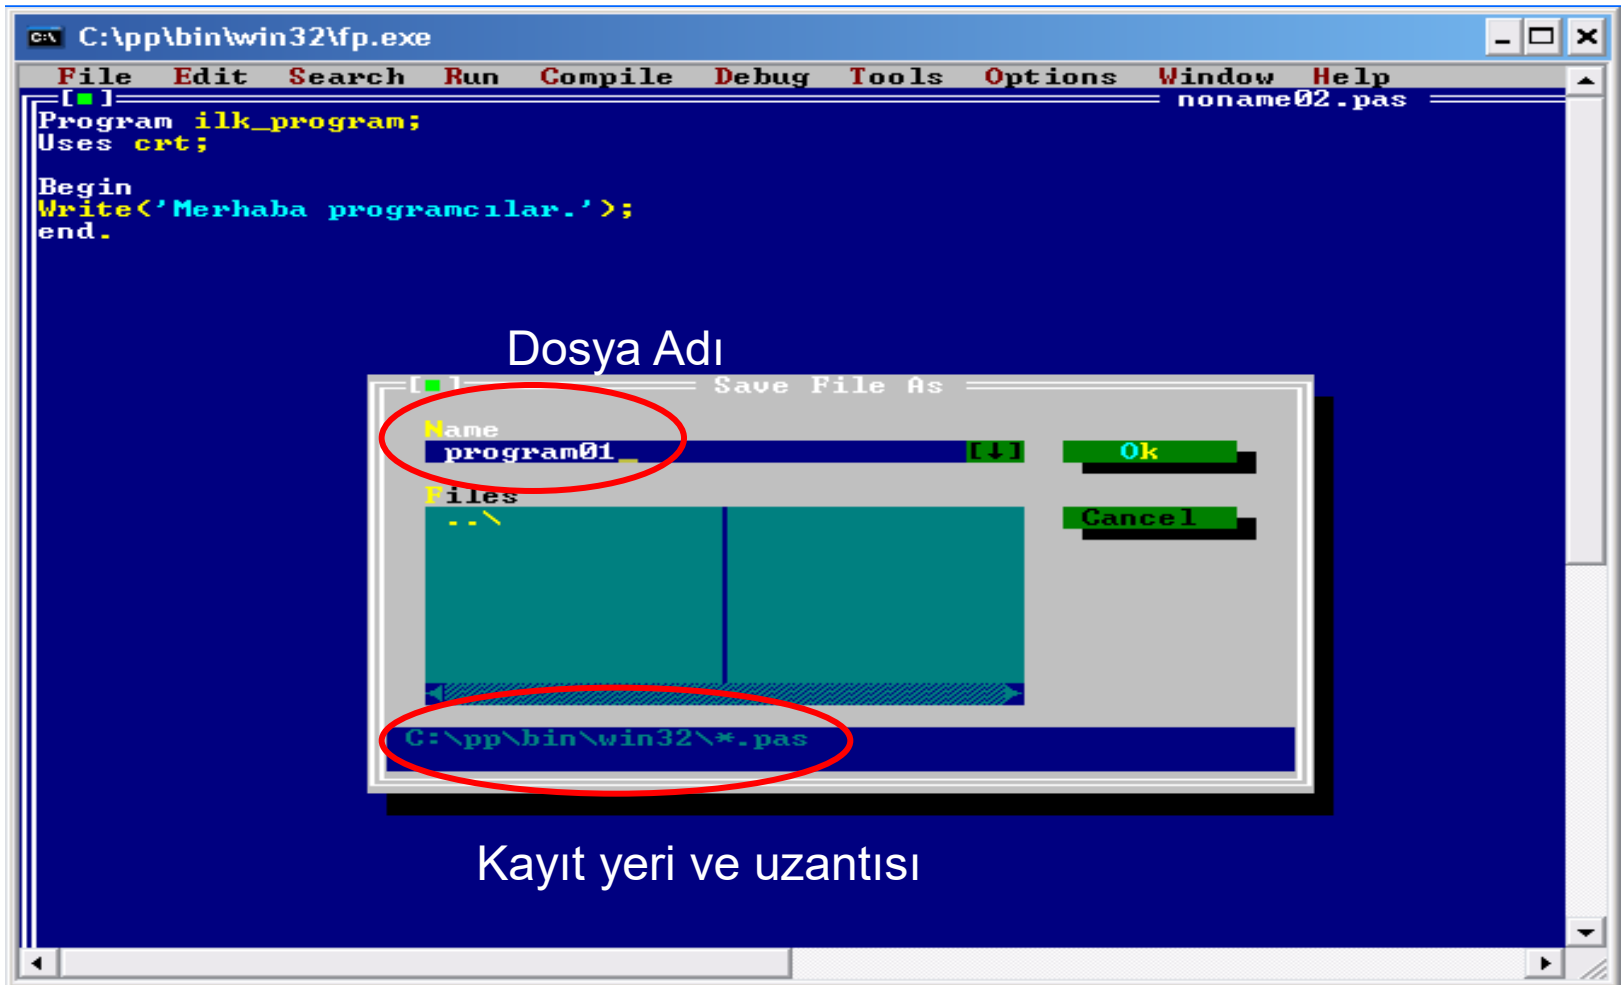 C:\pp\bin\win32\fp.exe
File Edit Search Run Compile Debug Tools Options Window Help
noname02.pas
Program ilk_program;
Uses crt;
Begin
Write('Merhaba programcılar.');
end.
Dosya Adı
Save File As
Name
program01_
Ok
Files
..\
Cancel
C:\pp\bin\win32\*.pas
Kayıt yeri ve uzantısı